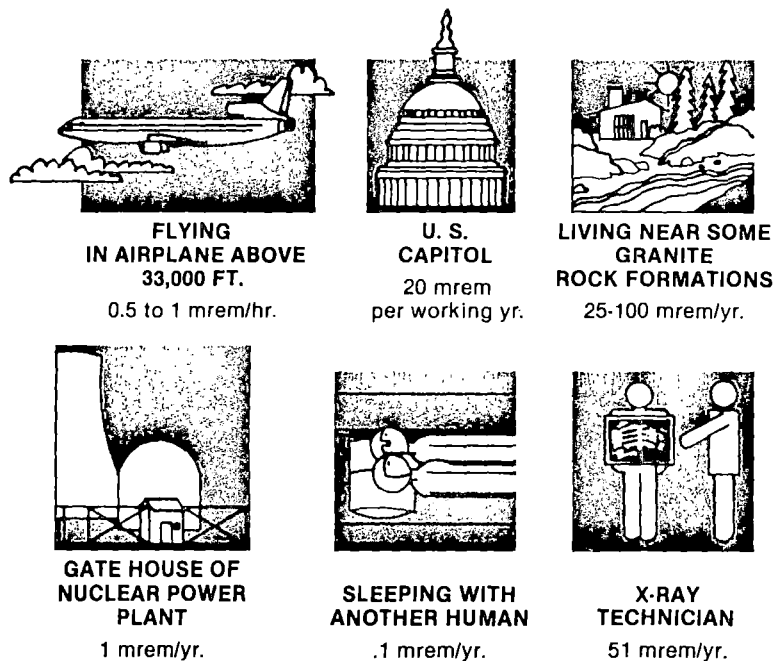 FLYING
IN AIRPLANE ABOVE
33,000 FT.
0.5 to 1 mrem/hr.
U. S.
CAPITOL
20 mrem
per working yr.
LIVING NEAR SOME
GRANITE
ROCK FORMATIONS
25-100 mrem/yr.
GATE HOUSE OF
NUCLEAR POWER
PLANT
1 mrem/yr.
SLEEPING WITH
ANOTHER HUMAN
.1 mrem/yr.
X-RAY
TECHNICIAN
51 mrem/yr.